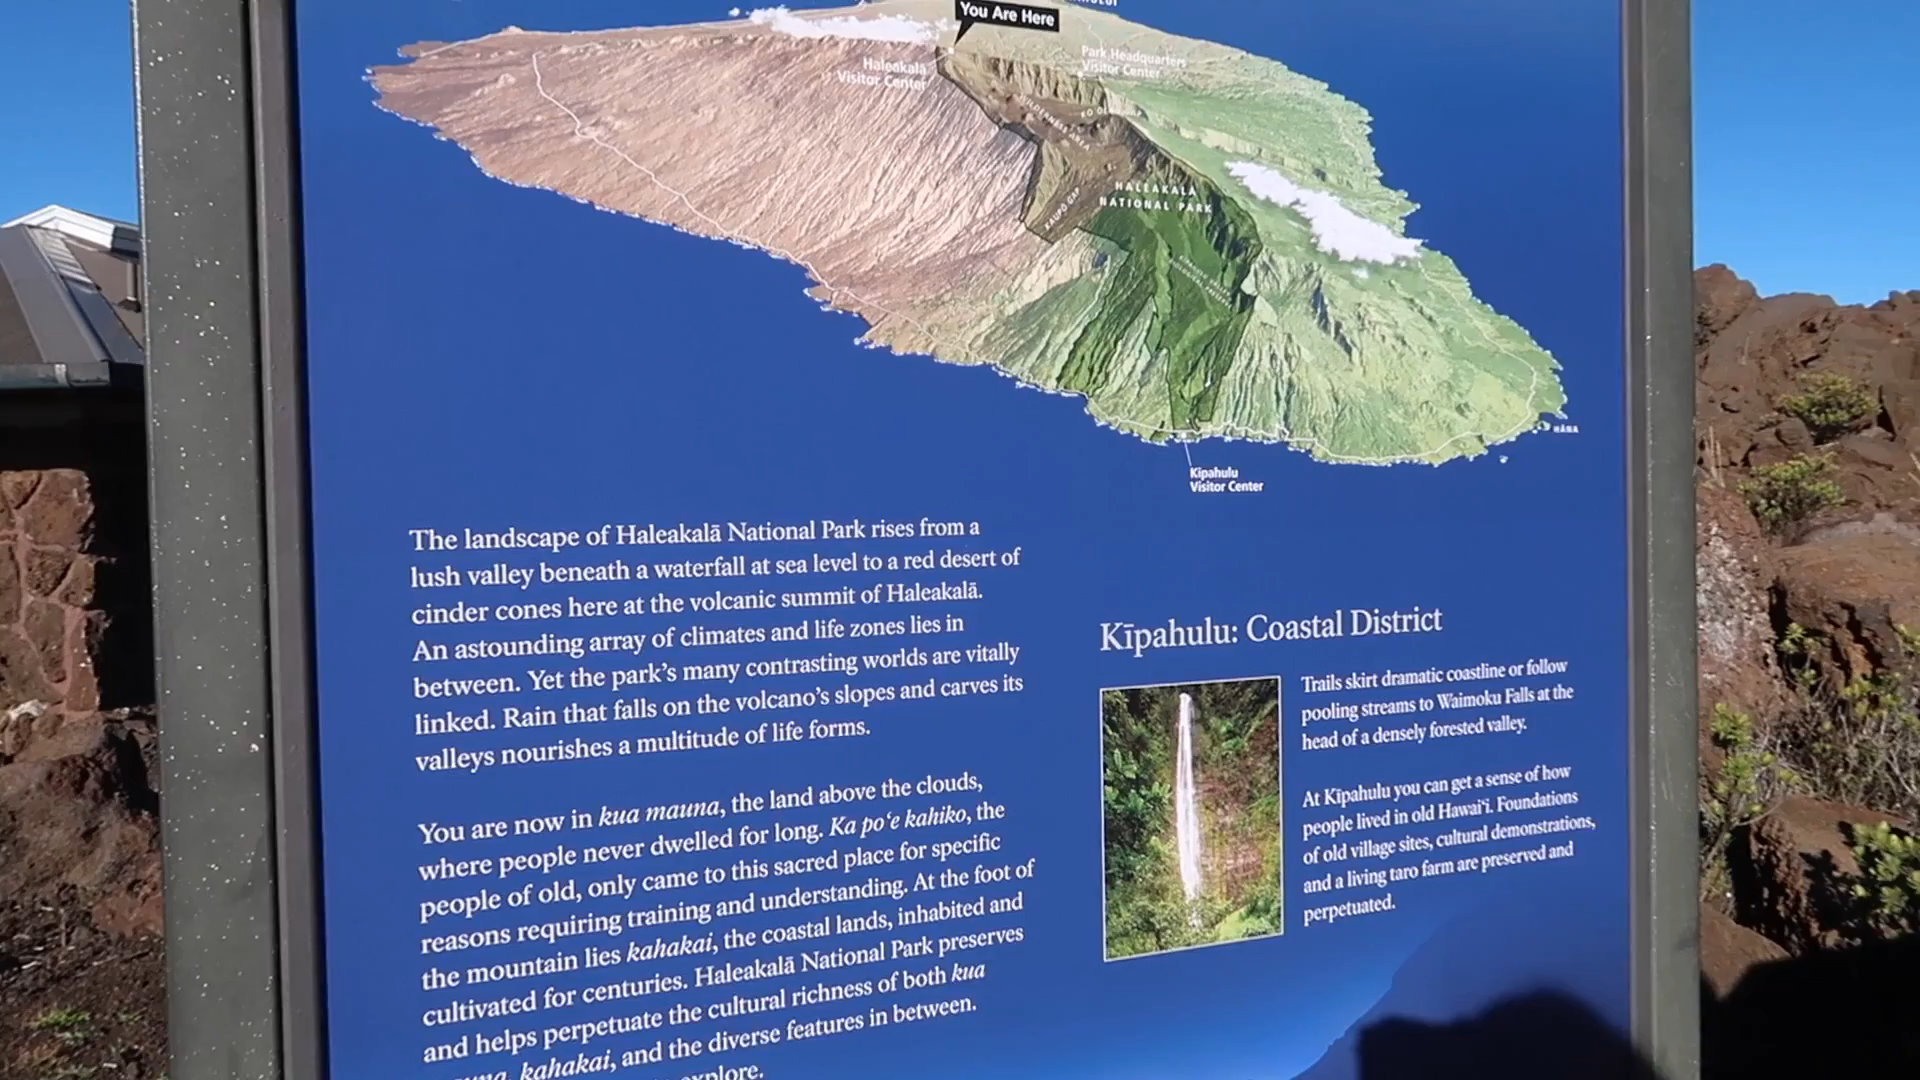 You Are Here
Haleakalā
Visitor Center
Park Headquarters
Visitor Center
WILDERNESS AREA
KAUPŌ GAP
HALEAKALĀ
NATIONAL PARK
HĀNA
Kīpahulu
Visitor Center
The landscape of Haleakalā National Park rises from a
lush valley beneath a waterfall at sea level to a red desert of
cinder cones here at the volcanic summit of Haleakalā.
An astounding array of climates and life zones lies in
between. Yet the park's many contrasting worlds are vitally
linked. Rain that falls on the volcano's slopes and carves its
valleys nourishes a multitude of life forms.
You are now in kua mauna, the land above the clouds,
where people never dwelled for long. Ka poʻe kahiko, the
people of old, only came to this sacred place for specific
reasons requiring training and understanding. At the foot of
the mountain lies kahakai, the coastal lands, inhabited and
cultivated for centuries. Haleakalā National Park preserves
and helps perpetuate the cultural richness of both kua
kahakai, and the diverse features in between.
explore.
Kīpahulu: Coastal District
Trails skirt dramatic coastline or follow
pooling streams to Waimoku Falls at the
head of a densely forested valley.
At Kīpahulu you can get a sense of how
people lived in old Hawaiʻi. Foundations
of old village sites, cultural demonstrations,
and a living taro farm are preserved and
perpetuated.